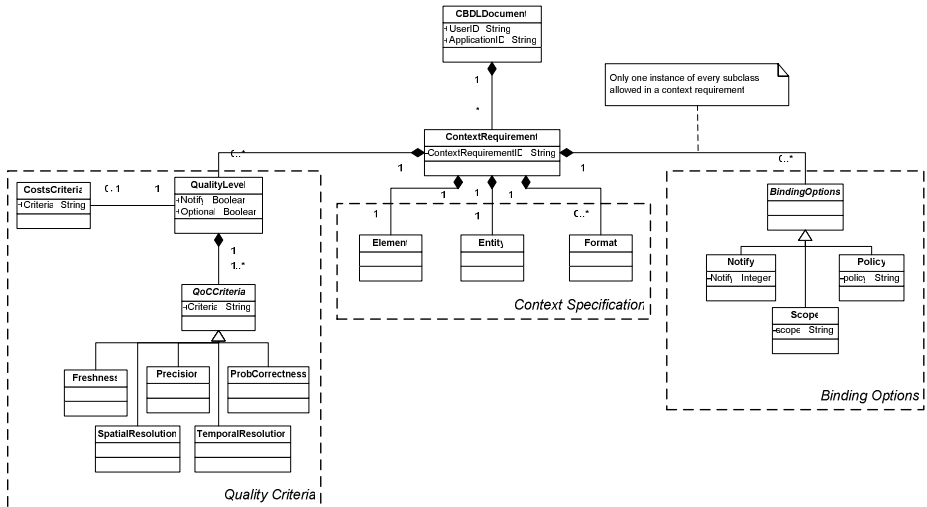 CBDLDocument
UserID String
ApplicationID String
1
*
Only one instance of every subclass
allowed in a context requirement
ContextRequirement
ContextRequirementID String
0..*
1
1
0..*
CostsCriteria
Criteria String
0..1
1
QualityLevel
Notify Boolean
Optional Boolean
1
1
1
1
1
0..*
BindingOptions
Element
Entity
Format
1
1..*
Context Specification
QoCCriteria
Criteria String
Notify
Notify Integer
Policy
policy String
Scope
scope String
Freshness
Precision
ProbCorrectness
SpatialResolution
TemporalResolution
Binding Options
Quality Criteria